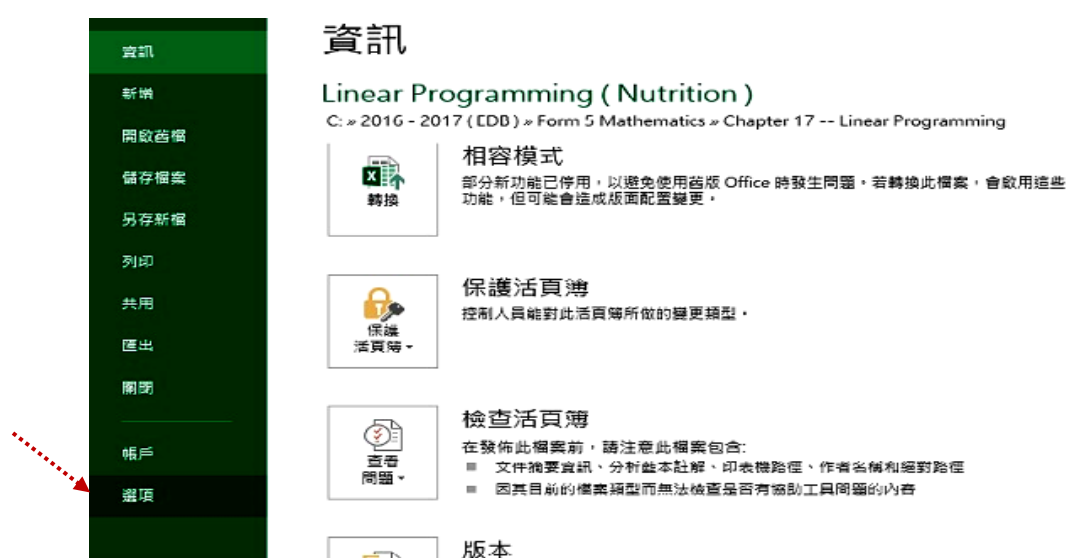 資訊
新增
開啟舊檔
儲存檔案
另存新檔
列印
共用
匯出
關閉
帳戶
選項
資訊
Linear Programming ( Nutrition )
C: » 2016 - 2017 ( EDB ) » Form 5 Mathematics » Chapter 17 -- Linear Programming
轉換
相容模式
部分新功能已停用，以避免使用舊版 Office 時發生問題。若轉換此檔案，會啟用這些
功能，但可能會造成版面配置變更。
保護
活頁簿
保護活頁簿
控制人員能對此活頁簿所做的變更類型。
查看
問題
檢查活頁簿
在發佈此檔案前，請注意此檔案包含:
文件摘要資訊、分析藍本註解、印表機路徑、作者名稱和絕對路徑
因其目前的檔案類型而無法檢查是否有協助工具問題的內容
版本